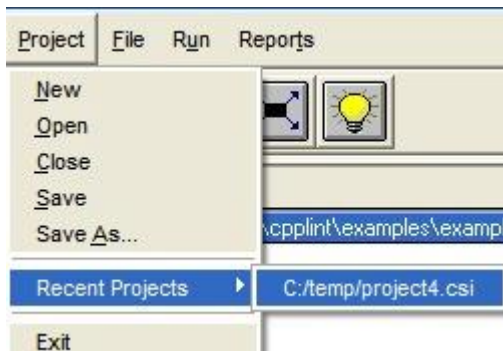 Project File Run Reports
New
Open
Close
Save
Save As...
\cpplint\examples\examp
Recent Projects
C:/temp/project4.csi
Exit